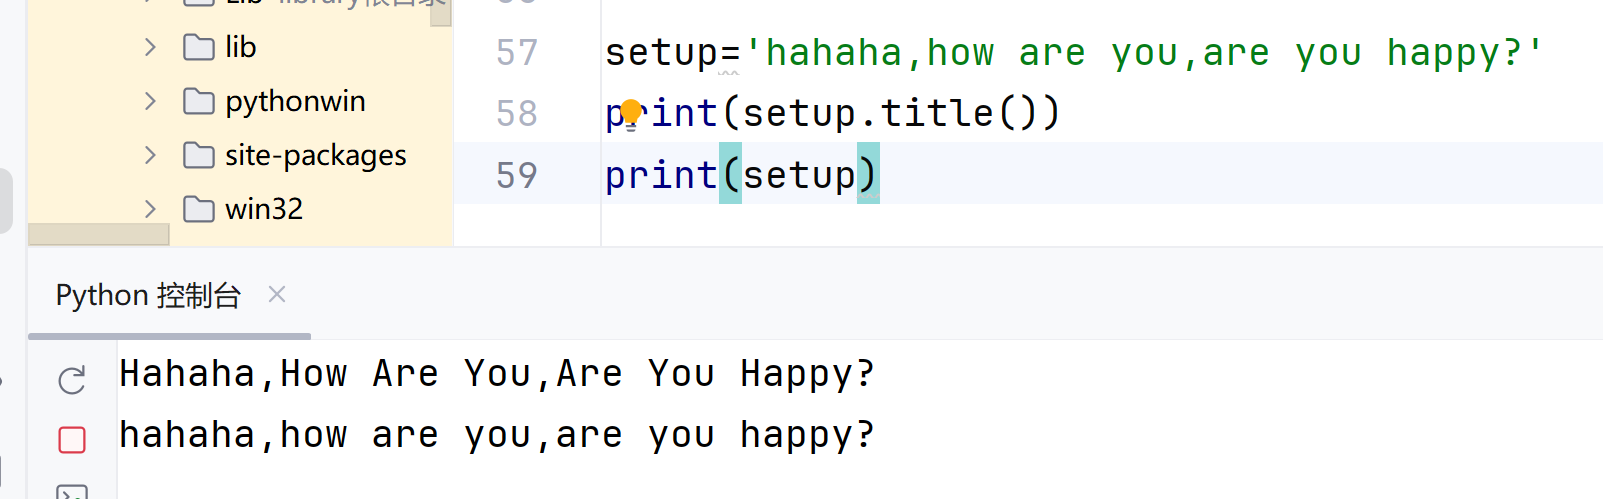 lib
pythonwin
site-packages
win32
57 setup='hahaha,how are you,are you happy?'
58 print(setup.title())
59 print(setup)
Python 控制台
Hahaha,How Are You,Are You Happy?
hahaha,how are you,are you happy?